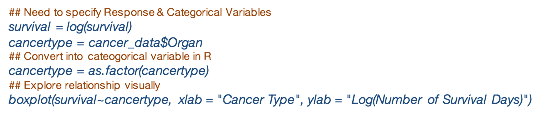 ## Need to specify Response & Categorical Variables
survival = log(survival)
cancertype = cancer_data$Organ
## Convert into cateogorical variable in R
cancertype = as.factor(cancertype)
## Explore relationship visually
boxplot(survival~cancertype, xlab = "Cancer Type", ylab = "Log(Number of Survival Days)")